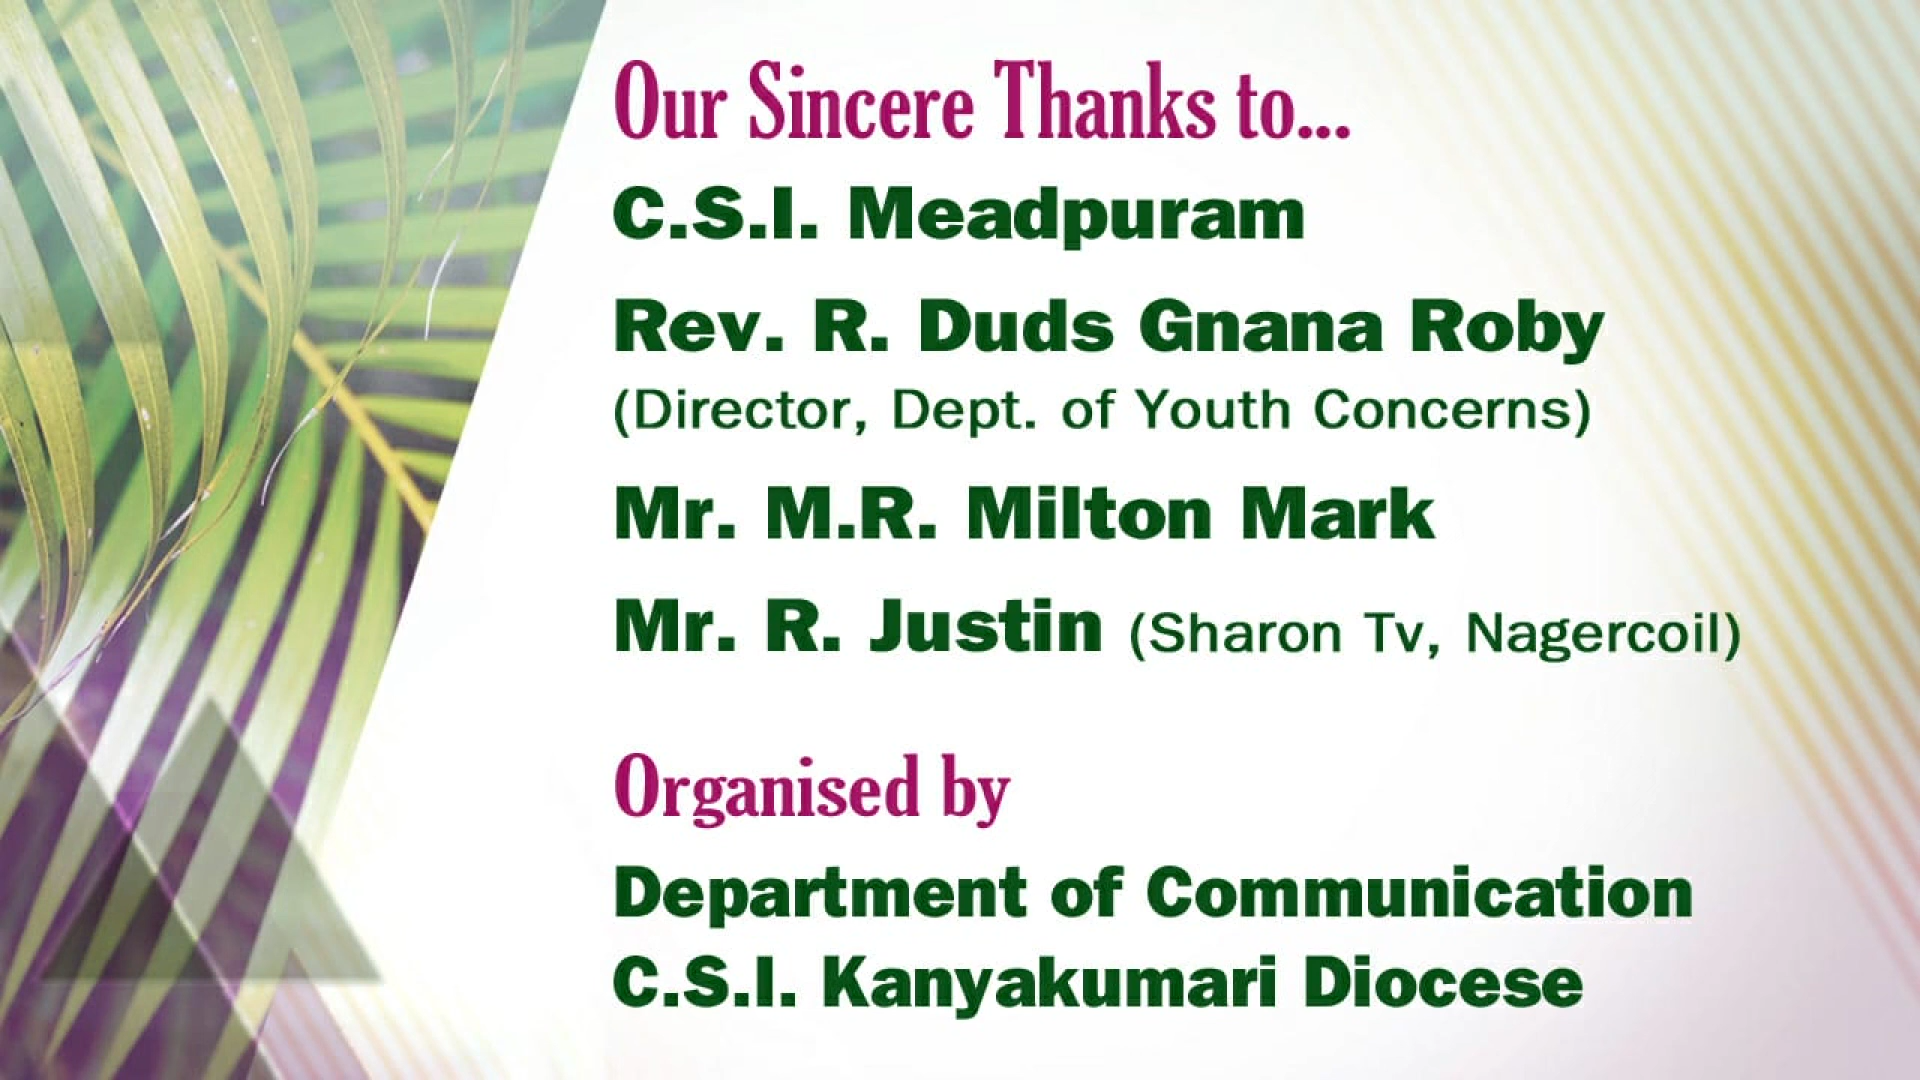 Our Sincere Thanks to...
C.S.I. Meadpuram
Rev. R. Duds Gnana Roby
(Director, Dept. of Youth Concerns)
Mr. M.R. Milton Mark
Mr. R. Justin (Sharon Tv, Nagercoil)
Organised by
Department of Communication
C.S.I. Kanyakumari Diocese